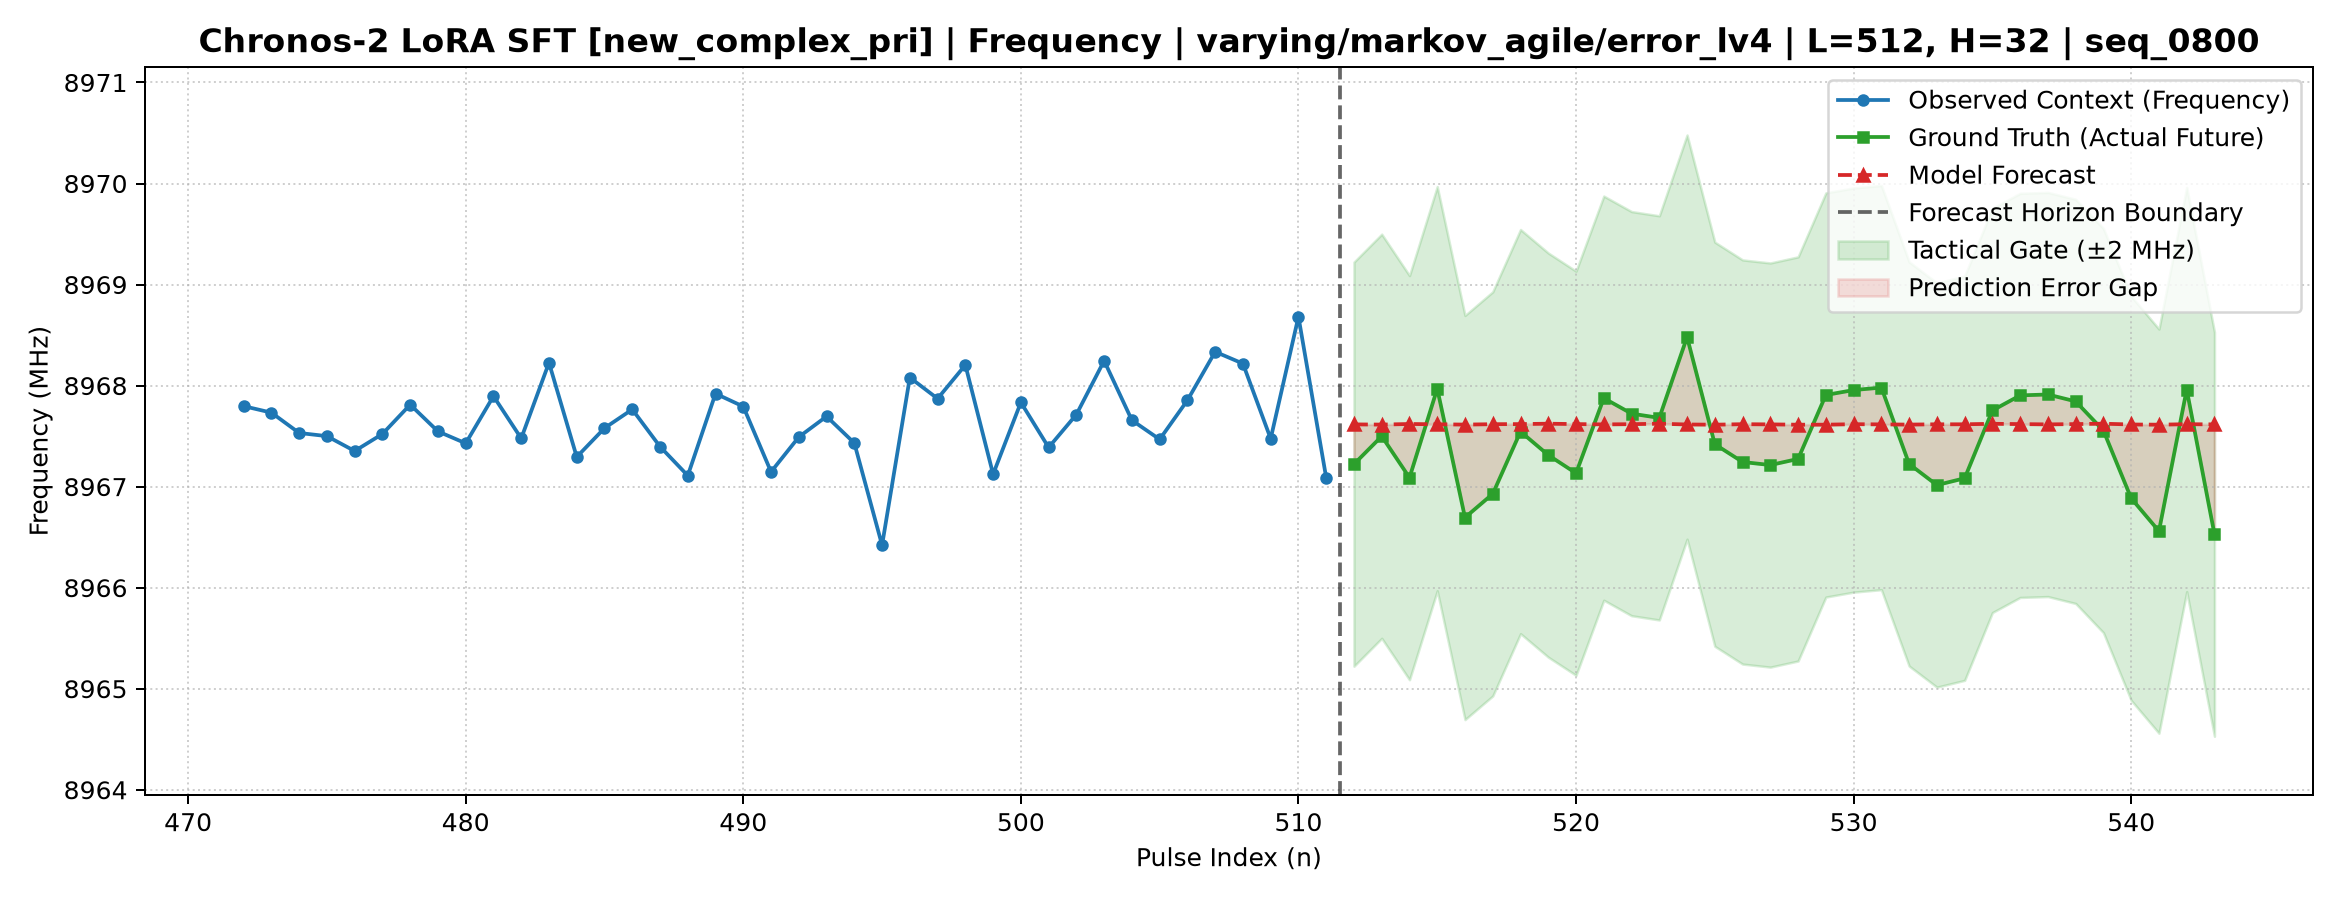 Chronos-2 LoRA SFT [new_complex_pri] | Frequency | varying/markov_agile/error_lv4 | L=512, H=32 | seq_0800
8971
8970
8969
8968
8967
8966
8965
8964
Frequency (MHz)
Observed Context (Frequency)
Ground Truth (Actual Future)
Model Forecast
Forecast Horizon Boundary
Tactical Gate (±2 MHz)
Prediction Error Gap
470 480 490 500 510 520 530 540
Pulse Index (n)